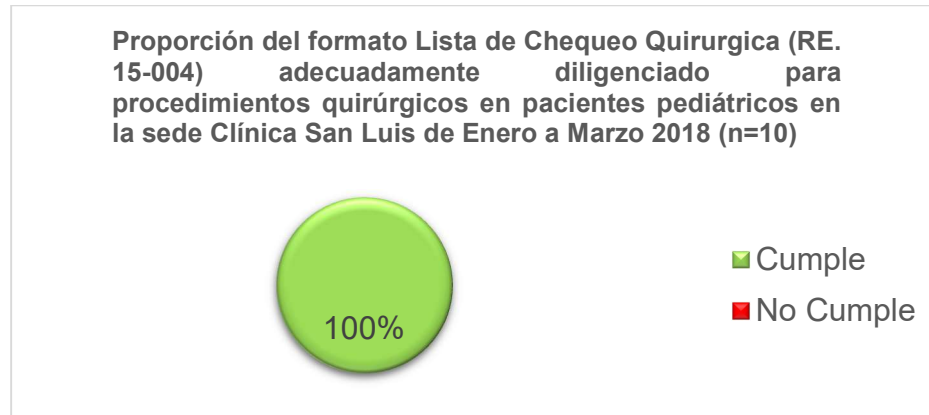 Proporción del formato Lista de Chequeo Quirurgica (RE.
15-004) adecuadamente diligenciado para
procedimientos quirúrgicos en pacientes pediátricos en
la sede Clínica San Luis de Enero a Marzo 2018 (n=10)
Cumple
100%
No Cumple